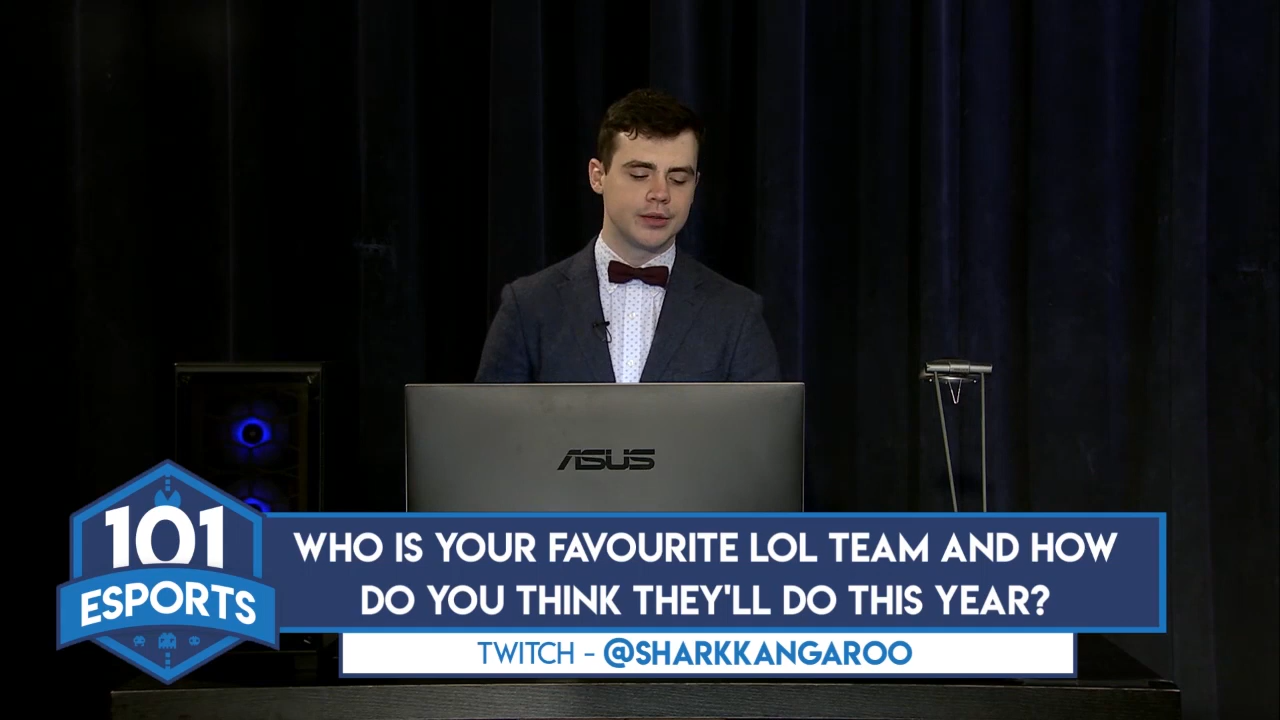 ASUS
101
ESPORTS
WHO IS YOUR FAVOURITE LOL TEAM AND HOW
DO YOU THINK THEY'LL DO THIS YEAR?
TWITCH - @SHARKKANGAROO